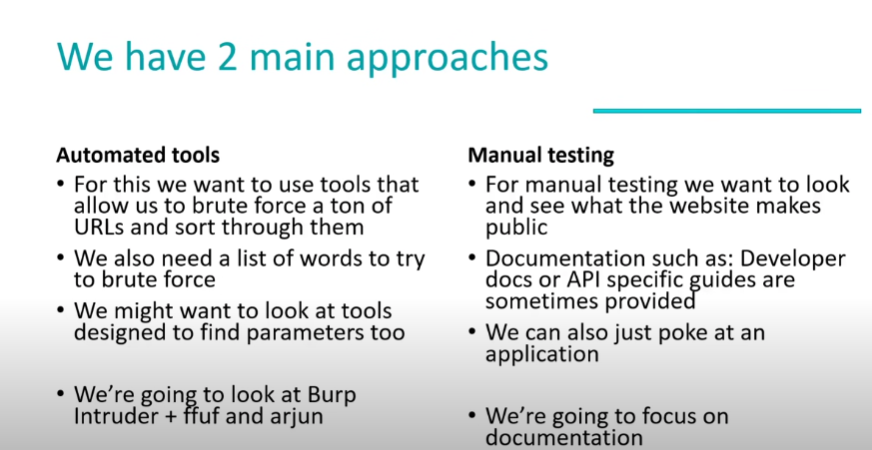 We have 2 main approaches
Automated tools
• For this we want to use tools that
allow us to brute force a ton of
URLs and sort through them
• We also need a list of words to try
to brute force
• We might want to look at tools
designed to find parameters too
• We're going to look at Burp
Intruder + ffuf and arjun
Manual testing
• For manual testing we want to look
and see what the website makes
public
• Documentation such as: Developer
docs or API specific guides are
sometimes provided
• We can also just poke at an
application
• We're going to focus on
documentation